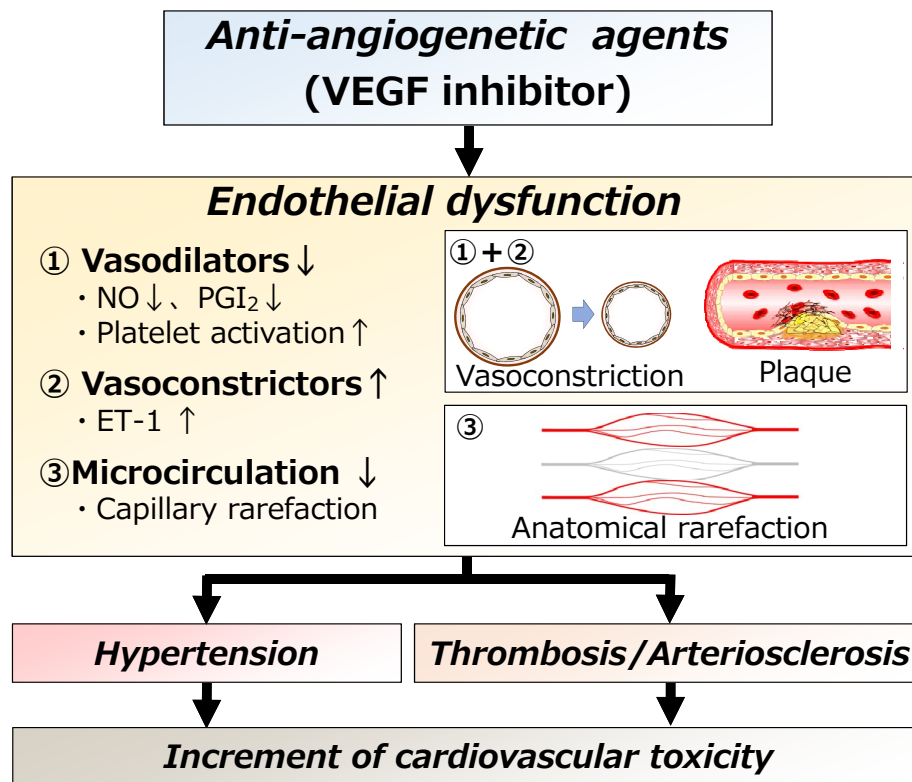 Anti-angiogenetic agents
(VEGF inhibitor)
Endothelial dysfunction
① Vasodilators↓
・NO↓、PGI₂↓
・Platelet activation↑
② Vasoconstrictors↑
・ET-1 ↑
③Microcirculation ↓
・Capillary rarefaction
①+②
Vasoconstriction
Plaque
③
Anatomical rarefaction
Hypertension
Thrombosis/Arteriosclerosis
Increment of cardiovascular toxicity